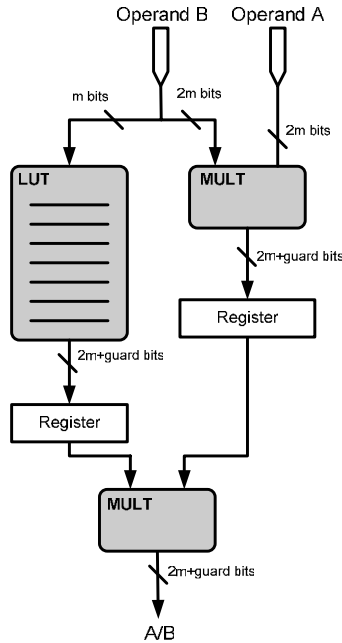 Operand B Operand A
m bits 2m bits
2m bits
LUT MULT
2m+guard bits
Register
2m+guard bits
Register
MULT
2m+guard bits
A/B